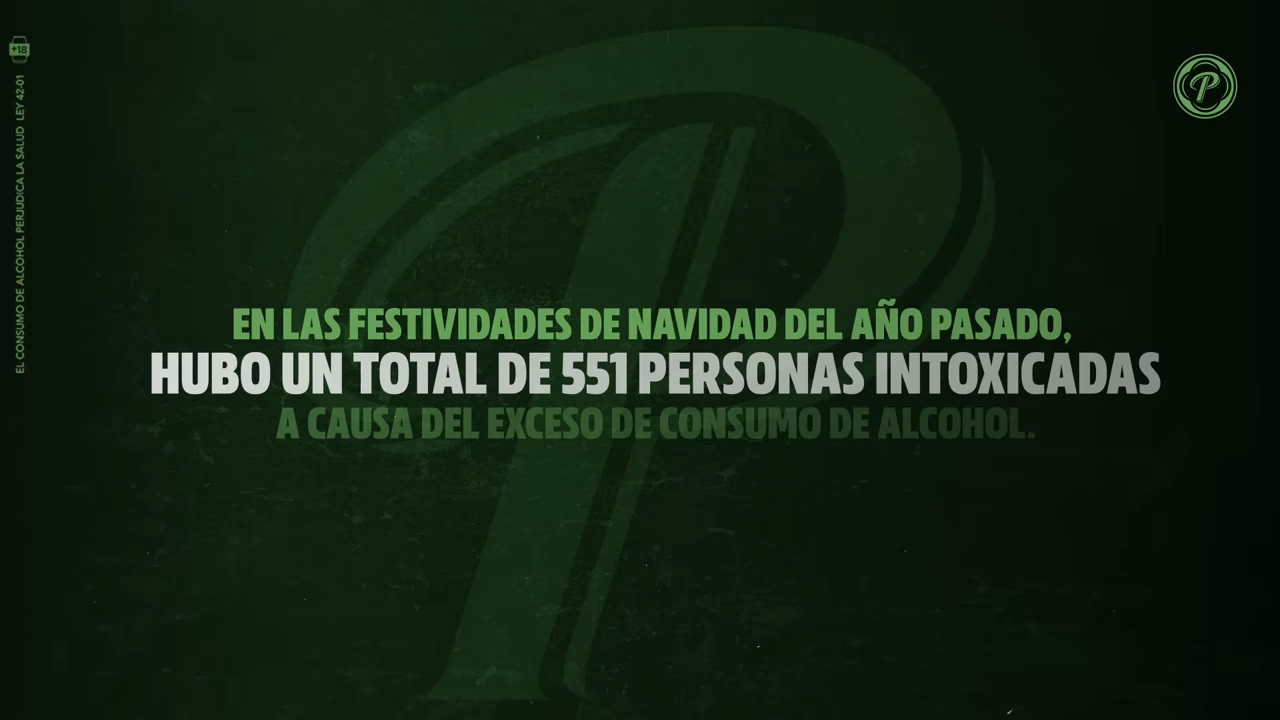 +18
EL CONSUMO DE ALCOHOL PERJUDICA LA SALUD LEY 42-01
P
EN LAS FESTIVIDADES DE NAVIDAD DEL AÑO PASADO,
HUBO UN TOTAL DE 551 PERSONAS INTOXICADAS
A CAUSA DEL EXCESO DE CONSUMO DE ALCOHOL.